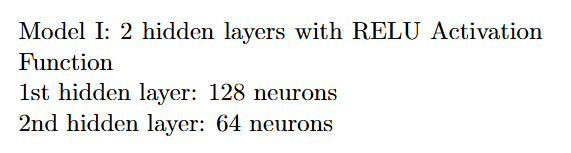 Model I: 2 hidden layers with RELU Activation
Function
1st hidden layer: 128 neurons
2nd hidden layer: 64 neurons